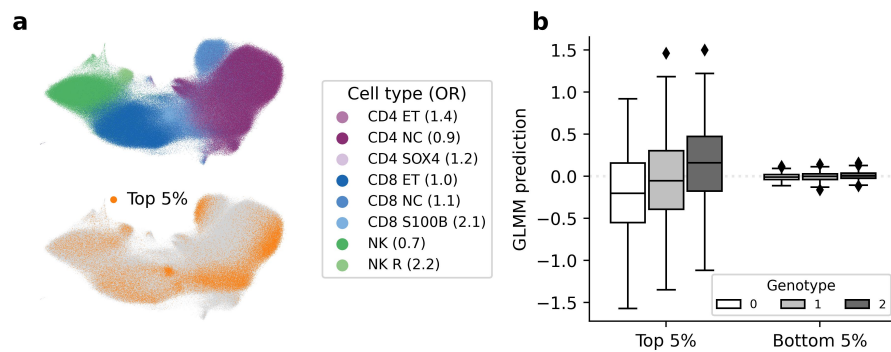 a
Cell type (OR)
CD4 ET (1.4)
CD4 NC (0.9)
CD4 SOX4 (1.2)
CD8 ET (1.0)
CD8 NC (1.1)
CD8 S100B (2.1)
NK (0.7)
NK R (2.2)
Top 5%
b
GLMM prediction
1.5
1.0
0.5
0.0
−0.5
−1.0
−1.5
Genotype
0 1 2
Top 5% Bottom 5%